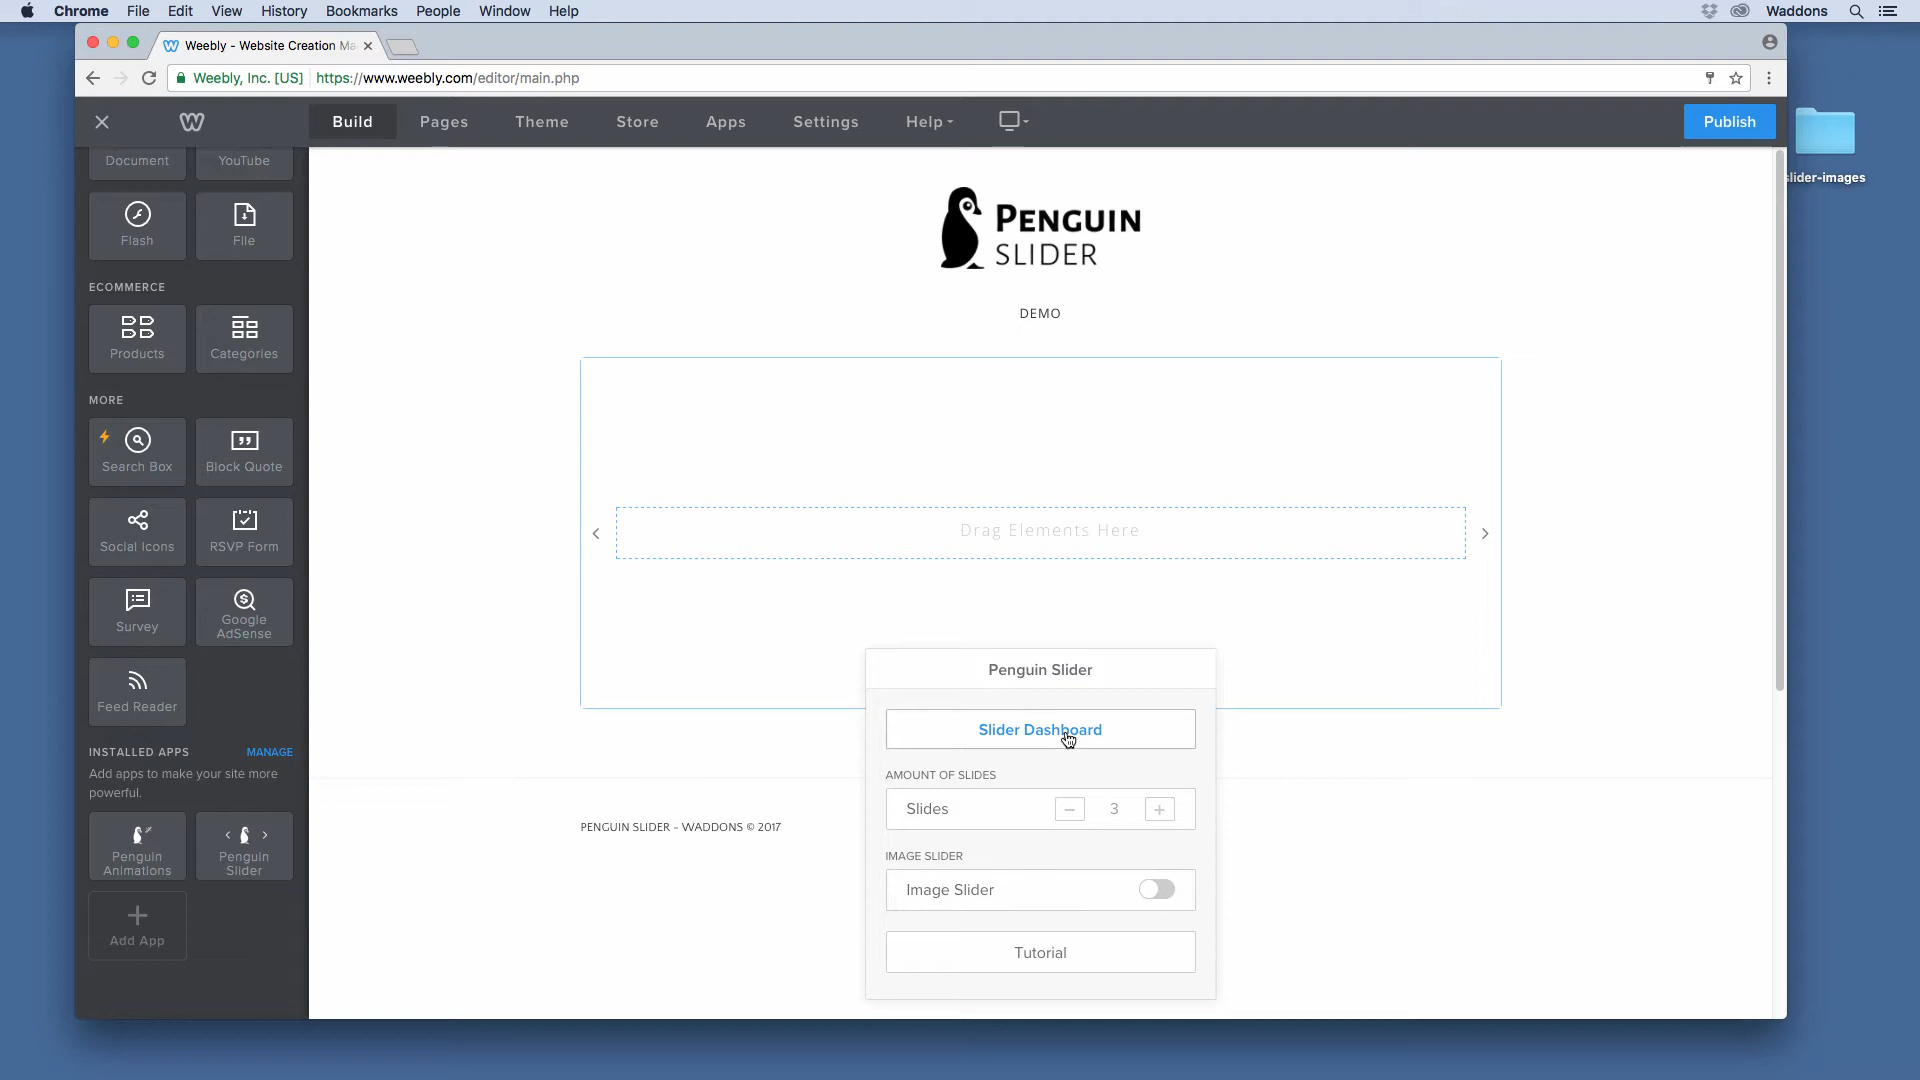 Chrome File Edit View History Bookmarks People Window Help Waddons
Weebly - Website Creation Ma
Weebly, Inc. [US] https://www.weebly.com/editor/main.php
Build Pages Theme Store Apps Settings Help Publish
Document YouTube
Flash File
ECOMMERCE
Products Categories
MORE
Search Box Block Quote
Social Icons RSVP Form
Survey Google AdSense
Feed Reader
INSTALLED APPS MANAGE
Add apps to make your site more
powerful.
Penguin Animations Penguin Slider
Add App
PENGUIN
SLIDER
DEMO
Drag Elements Here
Penguin Slider
Slider Dashboard
AMOUNT OF SLIDES
Slides 3
IMAGE SLIDER
Image Slider
Tutorial
PENGUIN SLIDER - WADDONS © 2017
slider-images